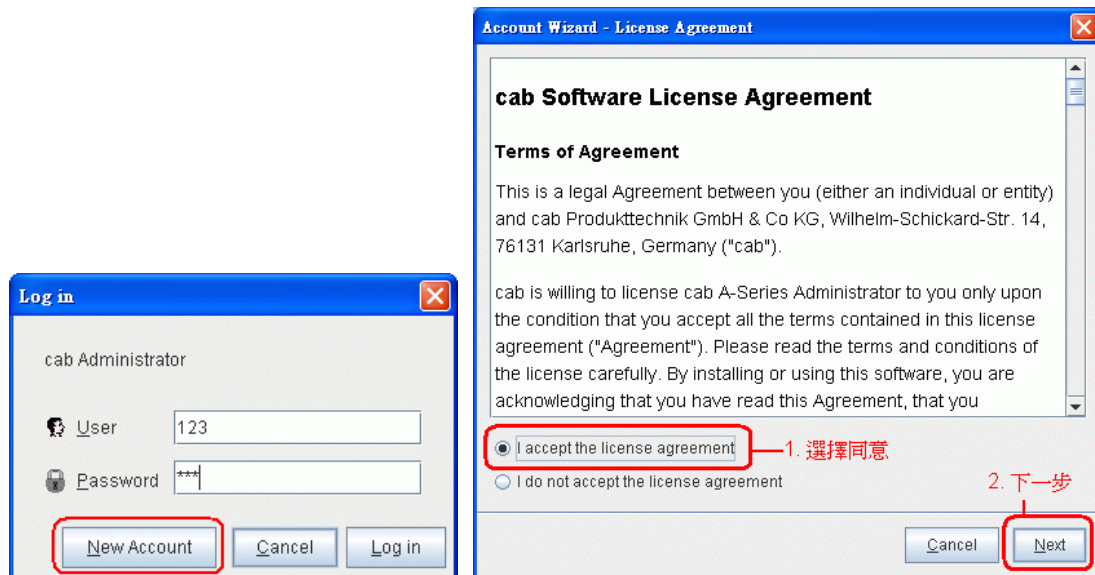 Log in
cab Administrator
User 123
Password ***
New Account Cancel Log in
Account Wizard - License Agreement
cab Software License Agreement
Terms of Agreement
This is a legal Agreement between you (either an individual or entity)
and cab Produkttechnik GmbH & Co KG, Wilhelm-Schickard-Str. 14,
76131 Karlsruhe, Germany ("cab").
cab is willing to license cab A-Series Administrator to you only upon
the condition that you accept all the terms contained in this license
agreement ("Agreement"). Please read the terms and conditions of
the license carefully. By installing or using this software, you are
acknowledging that you have read this Agreement, that you
I accept the license agreement 1. 選擇同意
I do not accept the license agreement
2. 下一步
Cancel Next